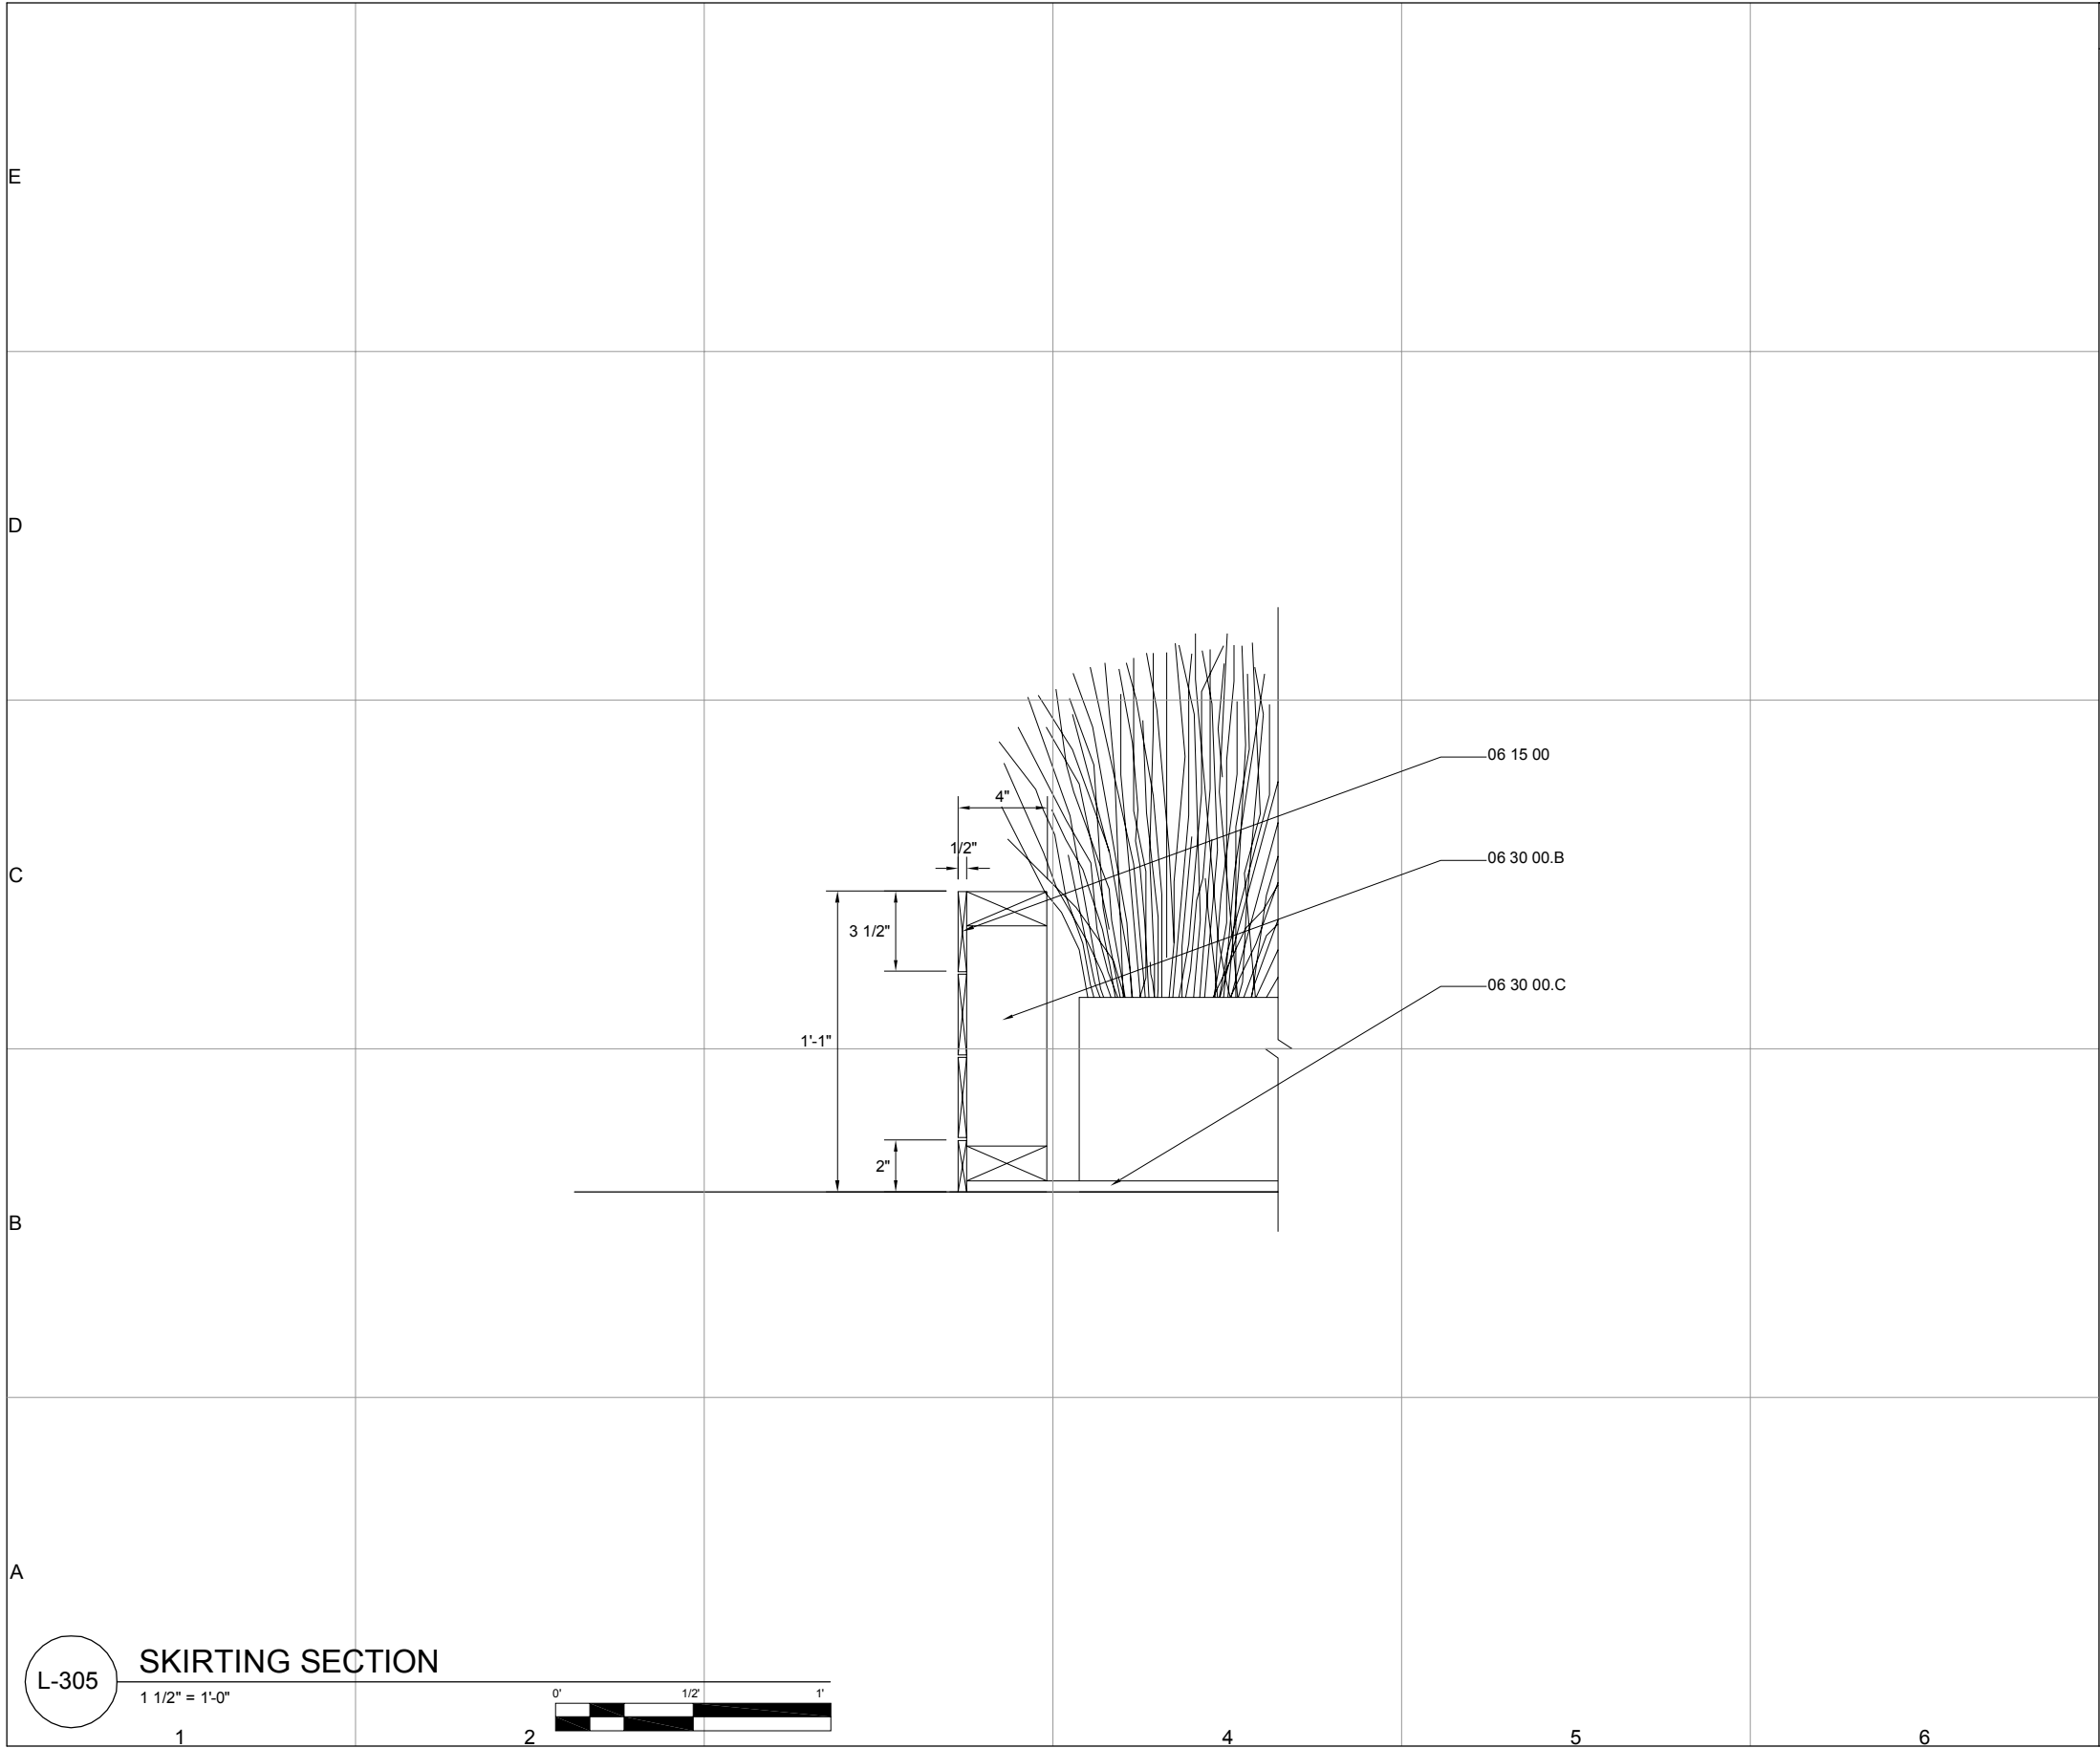 E
D
06 15 00
4"
1/2"
06 30 00.B
C
3 1/2"
06 30 00.C
1'-1"
2"
B
A
SKIRTING SECTION
L-305
1 1/2" = 1'-0"
0' 1/2' 1'
1 2 4 5 6